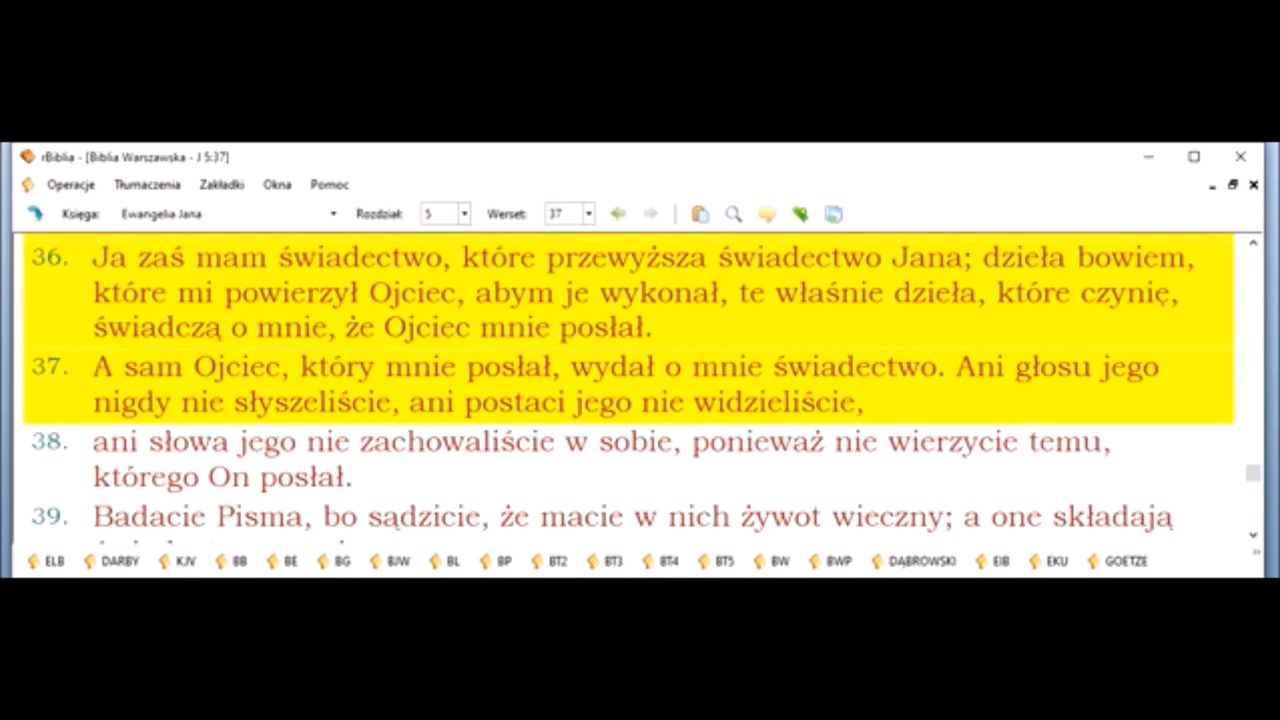 rBiblia - [Biblia Warszawska - J 5:37]
Operacje Tłumaczenia Zakładki Okna Pomoc
Księga: Ewangelia Jana Rozdział: 5 Werset: 37
36. Ja zaś mam świadectwo, które przewyższa świadectwo Jana; dzieła bowiem,
które mi powierzył Ojciec, abym je wykonał, te właśnie dzieła, które czynię,
świadczą o mnie, że Ojciec mnie posłał.
37. A sam Ojciec, który mnie posłał, wydał o mnie świadectwo. Ani głosu jego
nigdy nie słyszeliście, ani postaci jego nie widzieliście,
38. ani słowa jego nie zachowaliście w sobie, ponieważ nie wierzycie temu,
którego On posłał.
39. Badacie Pisma, bo sądzicie, że macie w nich żywot wieczny; a one składają
ELB DARBY KJV BB BE BG BJW BL BP BT2 BT3 BT4 BT5 BW BWP DĄBROWSKI EIB EKU GOETZE